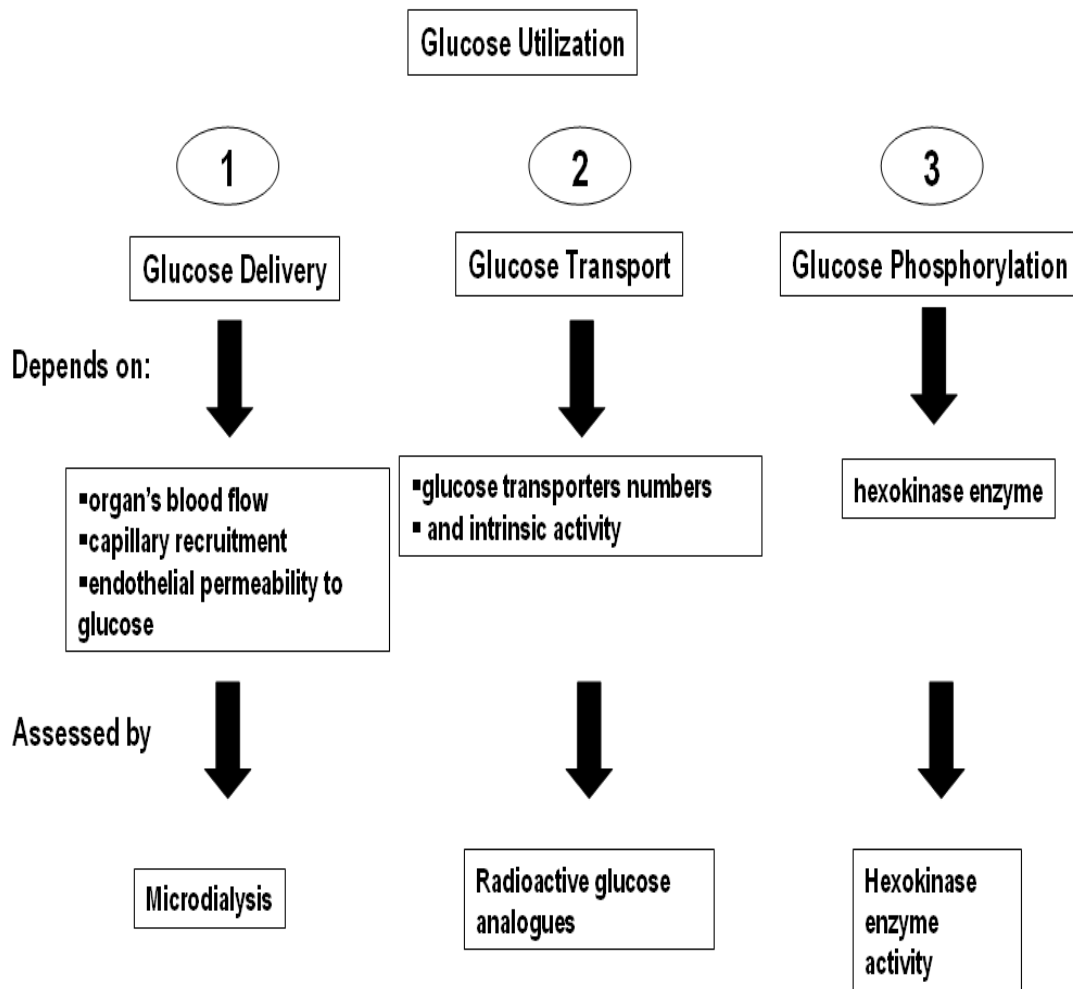 Glucose Utilization
1
2
3
Glucose Delivery
Glucose Transport
Glucose Phosphorylation
Depends on:
▪organ's blood flow
▪capillary recruitment
▪endothelial permeability to
glucose
▪glucose transporters numbers
▪ and intrinsic activity
hexokinase enzyme
Assessed by
Microdialysis
Radioactive glucose
analogues
Hexokinase
enzyme
activity